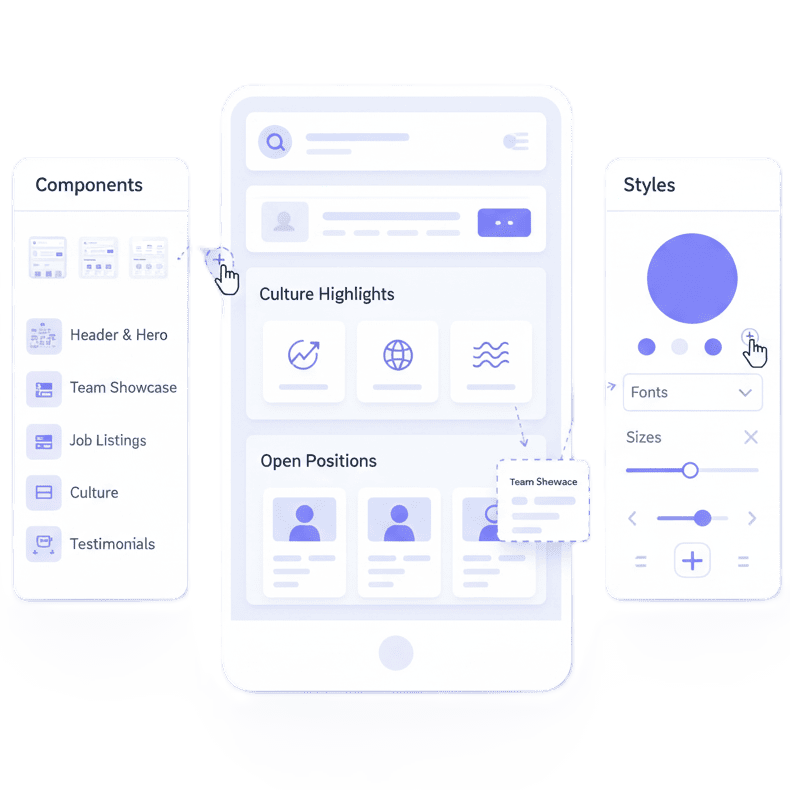 Components
Header & Hero
Team Showcase
Job Listings
Culture
Testimonials
Culture Highlights
Open Positions
Team Shewace
Styles
Fonts
Sizes